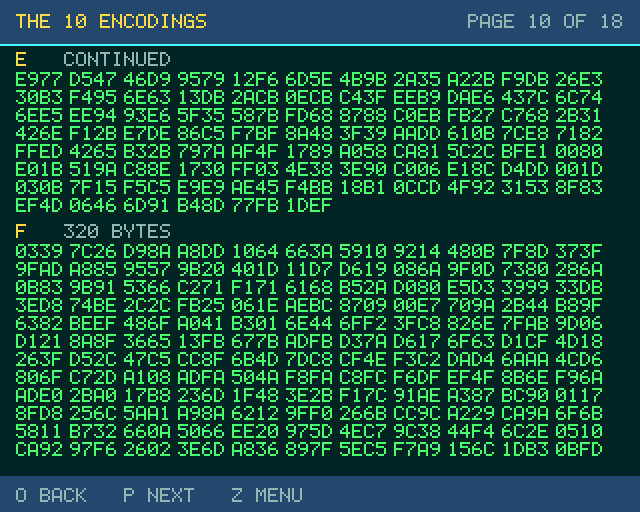 THE 10 ENCODINGS PAGE 10 OF 18
E CONTINUED
E977 D547 46D9 9579 12F6 6D5E 4B9B 2A35 A22B F9DB 26E3
30B3 F495 6E63 13DB 2ACB 0ECB C43F EEB9 DAE6 437C 6C74
6EE5 EE94 93E6 5F35 587B FD68 8788 C0EB FB27 C768 2B31
426E F12B E7DE 86C5 F7BF 8A48 3F39 AADD 610B 7CE8 7182
FFED 4265 B32B 797A AF4F 1789 A058 CA81 5C2C BFE1 0080
E01B 519A C88E 1730 FF03 4E38 3E90 C006 E18C D4DD 001D
030B 7F15 F5C5 E9E9 AE45 F4BB 18B1 0CCD 4F92 3153 8F83
EF4D 0646 6D91 B48D 77FB 1DEF
F 320 BYTES
0339 7C26 D98A A8DD 1064 663A 5910 9214 480B 7F8D 373F
9FAD A885 9557 9B20 401D 11D7 D619 086A 9F0D 7380 286A
0B83 9B91 5366 C271 F171 6168 B52A D080 E5D3 3999 33DB
3ED8 74BE 2C2C FB25 061E AEBC 8709 00E7 709A 2B44 B89F
6382 BEEF 486F A041 B301 6E44 6FF2 3FC8 826E 7FAB 9D06
D121 8A8F 3665 13FB 677B ADFB D37A D617 6F63 D1CF 4D18
263F D52C 47C5 CC8F 6B4D 7DC8 CF4E F3C2 DAD4 6AAA 4CD6
806F C72D A108 ADFA 504A F8FA C8FC F6DF EF4F 8B6E F96A
ADE0 2BA0 17B8 236D 1F48 3E2B F17C 91AE A387 BC90 0117
8FD8 256C 5AA1 A98A 6212 9FF0 266B CC9C A229 CA9A 6F6B
5811 B732 660A 5066 EE20 975D 4EC7 9C38 44F4 6C2E 0510
CA92 97F6 2602 3E6D A836 897F 5EC5 F7A9 156C 1DB3 0BFD
O BACK P NEXT Z MENU